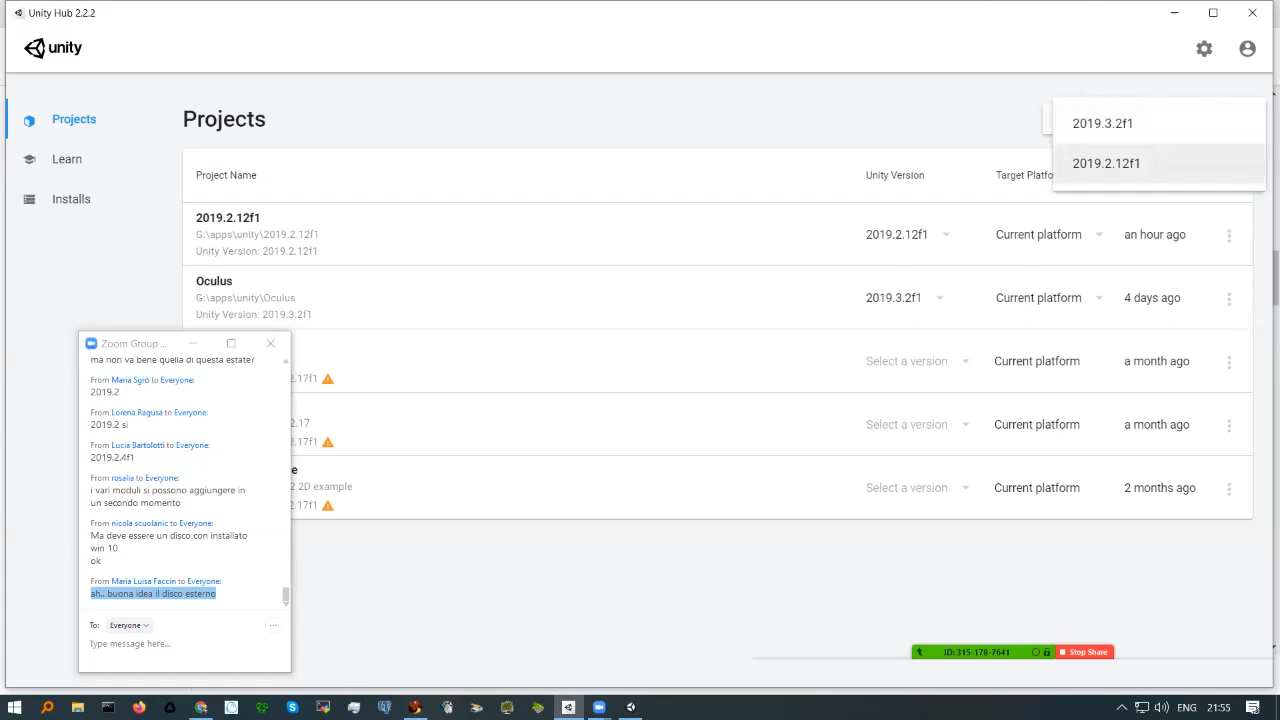 Unity Hub 2.2.2
unity
Projects
Learn
Installs
Projects
2019.3.2f1
2019.2.12f1
Project Name
Unity Version
Target Platfo
2019.2.12f1
G:\apps\unity\2019.2.12f1
Unity Version: 2019.2.12f1
2019.2.12f1
Current platform
an hour ago
Oculus
G:\apps\unity\Oculus
Unity Version: 2019.3.2f1
2019.3.2f1
Current platform
4 days ago
.17f1
Select a version
Current platform
a month ago
2.17
.17f1
Select a version
Current platform
a month ago
e
2 2D example
.17f1
Select a version
Current platform
2 months ago
Zoom Group ...
ma non va bene quella di questa estate?
From Maria Sgrò to Everyone:
2019.2
From Lorena Ragusa to Everyone:
2019.2 si
From Lucia Bartolotti to Everyone:
2019.2.4f1
From rosalia to Everyone:
i vari moduli si possono aggiungere in
un secondo momento
From nicola scuolanic to Everyone:
Ma deve essere un disco con installato
win 10
ok
From Maria Luisa Faccin to Everyone:
ah.. buona idea il disco esterno
To: Everyone
Type message here...
ID: 315-178-7641
Stop Share
ENG
21:55